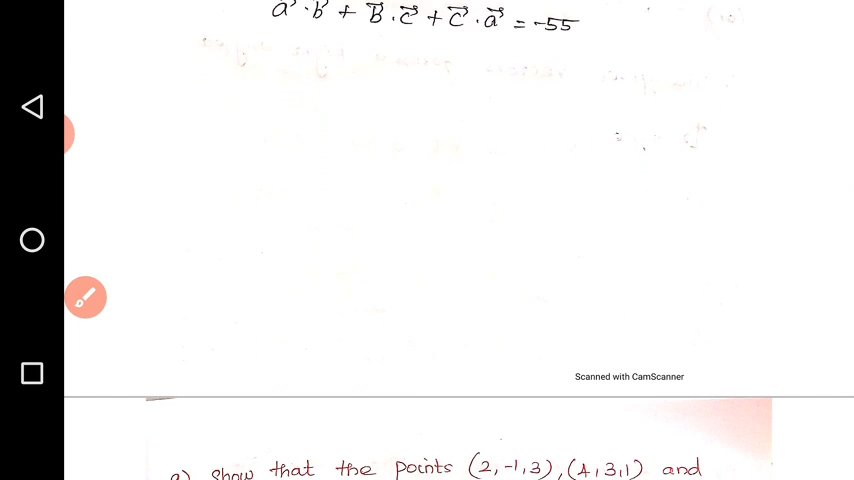 a⃗ · b⃗ + b⃗ · c⃗ + c⃗ · a⃗ = -55
Scanned with CamScanner
a) Show that the points (2,-1,3), (4,3,1) and